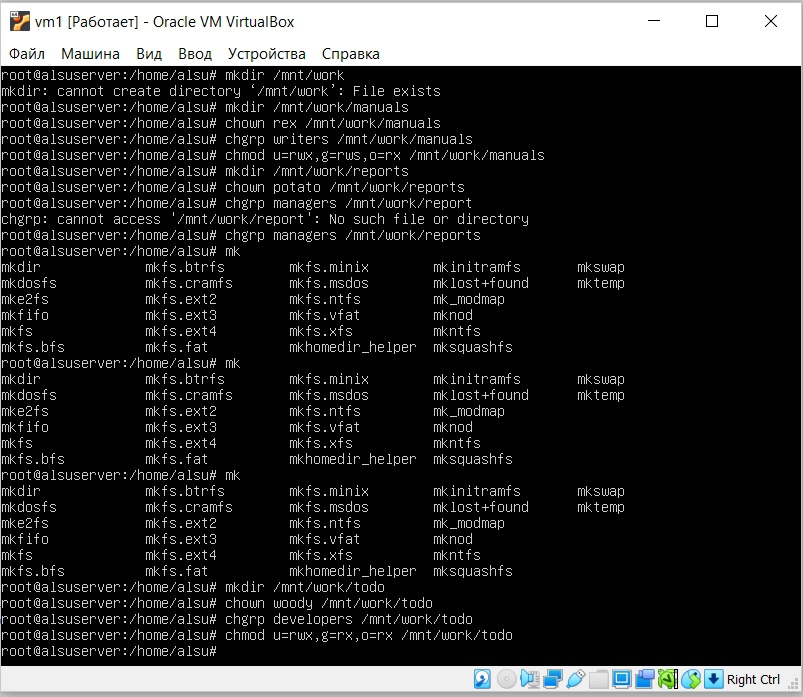 vm1 [Работает] - Oracle VM VirtualBox
Файл Машина Вид Ввод Устройства Справка
root@alsuserver:/home/alsu# mkdir /mnt/work
mkdir: cannot create directory ‘/mnt/work’: File exists
root@alsuserver:/home/alsu# mkdir /mnt/work/manuals
root@alsuserver:/home/alsu# chown rex /mnt/work/manuals
root@alsuserver:/home/alsu# chgrp writers /mnt/work/manuals
root@alsuserver:/home/alsu# chmod u=rwx,g=rws,o=rx /mnt/work/manuals
root@alsuserver:/home/alsu# mkdir /mnt/work/reports
root@alsuserver:/home/alsu# chown potato /mnt/work/reports
root@alsuserver:/home/alsu# chgrp managers /mnt/work/report
chgrp: cannot access '/mnt/work/report': No such file or directory
root@alsuserver:/home/alsu# chgrp managers /mnt/work/reports
root@alsuserver:/home/alsu# mk
mkdir mkfs.btrfs mkfs.minix mkinitramfs mkswap
mkdosfs mkfs.cramfs mkfs.msdos mklost+found mktemp
mke2fs mkfs.ext2 mkfs.ntfs mk_modmap
mkfifo mkfs.ext3 mkfs.vfat mknod
mkfs mkfs.ext4 mkfs.xfs mkntfs
mkfs.bfs mkfs.fat mkhomedir_helper mksquashfs
root@alsuserver:/home/alsu# mk
mkdir mkfs.btrfs mkfs.minix mkinitramfs mkswap
mkdosfs mkfs.cramfs mkfs.msdos mklost+found mktemp
mke2fs mkfs.ext2 mkfs.ntfs mk_modmap
mkfifo mkfs.ext3 mkfs.vfat mknod
mkfs mkfs.ext4 mkfs.xfs mkntfs
mkfs.bfs mkfs.fat mkhomedir_helper mksquashfs
root@alsuserver:/home/alsu# mk
mkdir mkfs.btrfs mkfs.minix mkinitramfs mkswap
mkdosfs mkfs.cramfs mkfs.msdos mklost+found mktemp
mke2fs mkfs.ext2 mkfs.ntfs mk_modmap
mkfifo mkfs.ext3 mkfs.vfat mknod
mkfs mkfs.ext4 mkfs.xfs mkntfs
mkfs.bfs mkfs.fat mkhomedir_helper mksquashfs
root@alsuserver:/home/alsu# mkdir /mnt/work/todo
root@alsuserver:/home/alsu# chown woody /mnt/work/todo
root@alsuserver:/home/alsu# chgrp developers /mnt/work/todo
root@alsuserver:/home/alsu# chmod u=rwx,g=rx,o=rx /mnt/work/todo
root@alsuserver:/home/alsu#
Right Ctrl